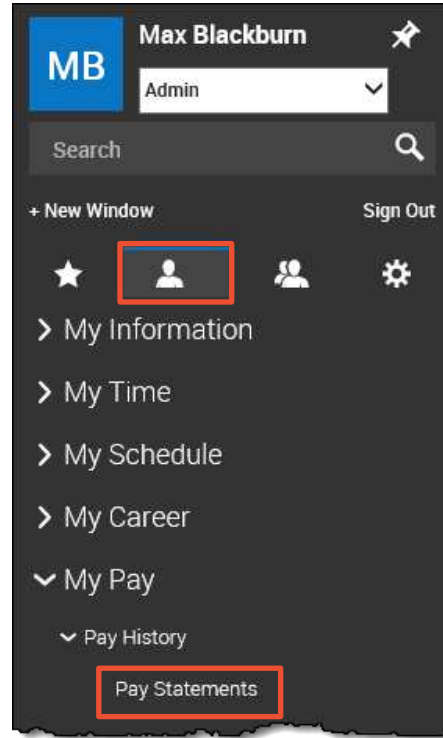 MB
Max Blackburn
Admin
Search
+ New Window
Sign Out
My Information
My Time
My Schedule
My Career
My Pay
Pay History
Pay Statements